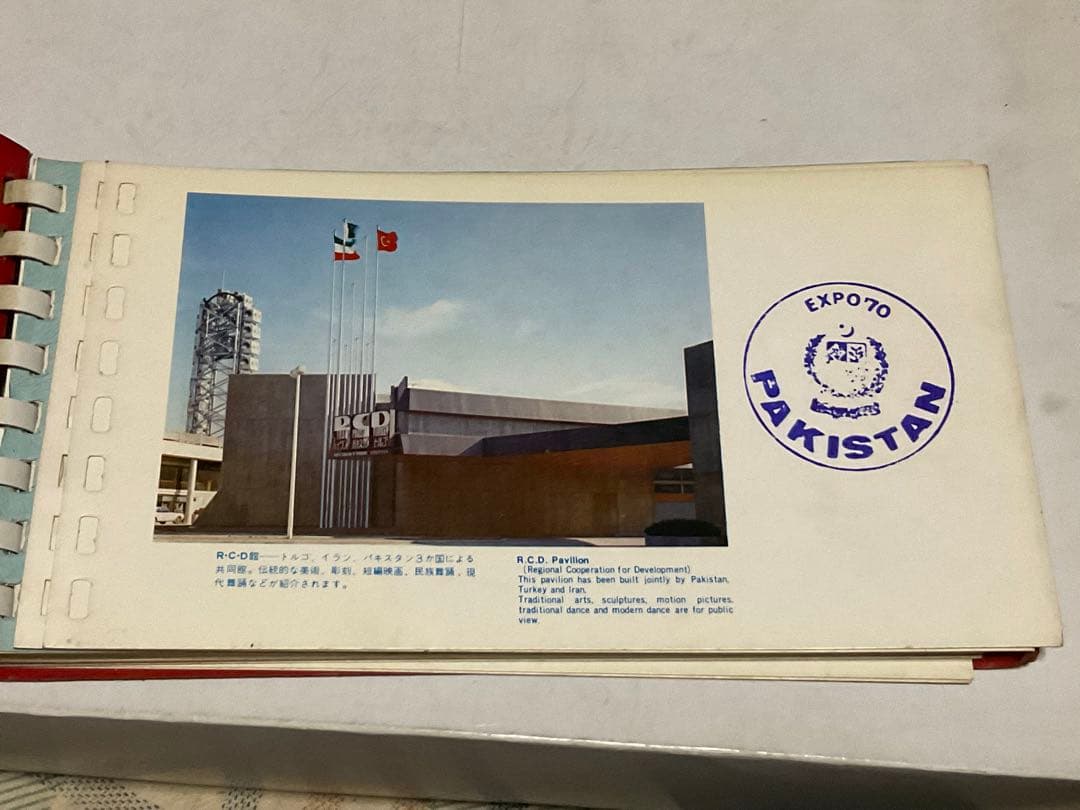 RCD
R・C・D館——トルコ、イラン、パキスタン3か国による
共同館。伝統的な美術、彫刻、短編映画、民族舞踊、現
代舞踊などが紹介されます。
R.C.D. Pavilion
(Regional Cooperation for Development)
This pavilion has been built jointly by Pakistan,
Turkey and Iran.
Traditional arts, sculptures, motion pictures,
traditional dance and modern dance are for public
view.
EXPO'70
PAKISTAN